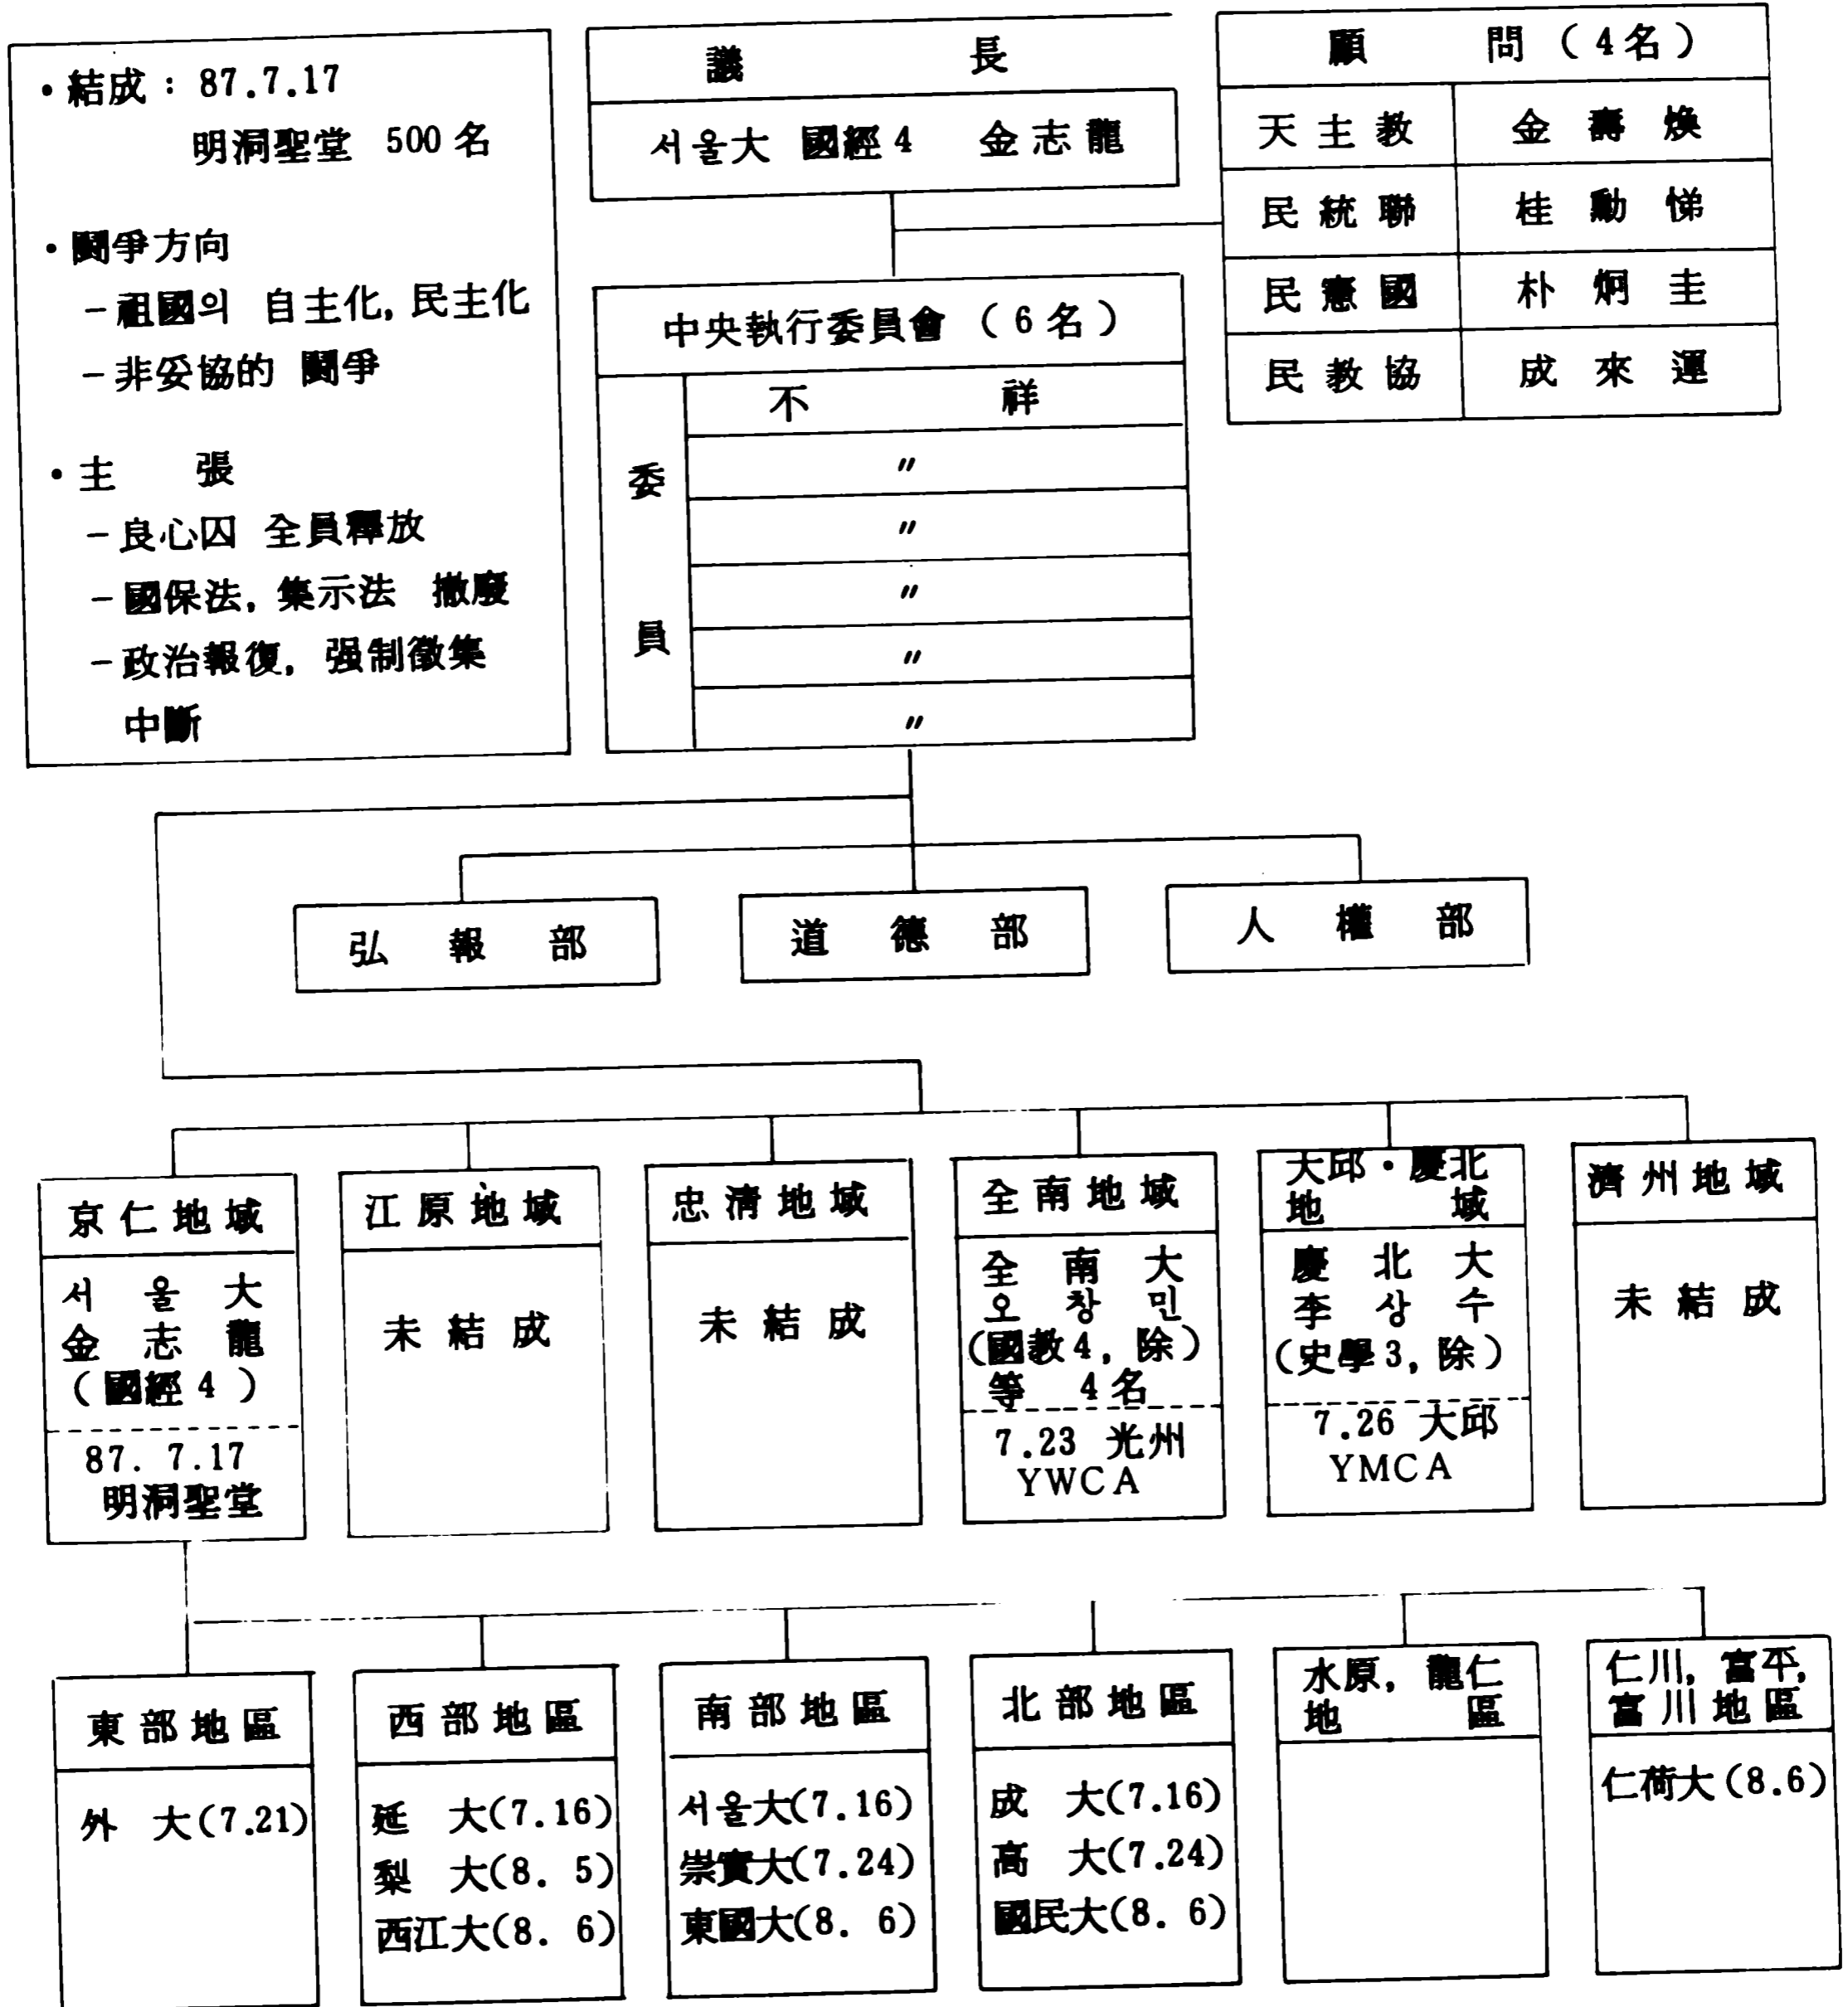 ・結成 : 87.7.17
明洞聖堂 500名
・鬪爭方向
-祖國의 自主化, 民主化
-非妥協的 鬪爭
・主 張
-良心囚 全員釋放
-國保法, 集示法 撤廢
-政治報復, 强制徵集
中斷
議 長
서울大 國經4 金志龍
顧 問 (4名)
天主教 金壽煥
民統聯 桂勳悌
民憲國 朴炯圭
民教協 成來運
中央執行委員會 (6名)
委員
不 祥
〃
〃
〃
〃
〃
弘報部
道德部
人權部
京仁地域
서울大
金志龍
(國經4)
87. 7.17
明洞聖堂
江原地域
未結成
忠淸地域
未結成
全南地域
全南大
오창민
(國教4, 除)
等 4名
7.23 光州
YWCA
大邱・慶北
地 域
慶北大
李상수
(史學3, 除)
7.26 大邱
YMCA
濟州地域
未結成
東部地區
外 大(7.21)
西部地區
延 大(7.16)
梨 大(8. 5)
西江大(8. 6)
南部地區
서울大(7.16)
崇實大(7.24)
東國大(8. 6)
北部地區
成 大(7.16)
高 大(7.24)
國民大(8. 6)
水原, 龍仁
地 區
仁川, 富平,
富川地區
仁荷大(8.6)